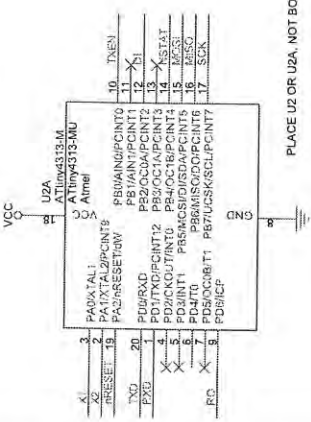 VCC
18
U2A
ATtiny4313-M
ATtiny4313-MU
Atmel
VCC
X1 3 PA0/XTAL1
X2 2 PA1/XTAL2/PCINT9
nRESET 19 PA2/nRESET/dW
TXD 20 PD0/RXD
RXD 1 PD1/TXD/PCINT12
4 PD2/CKOUT/INT0
5 PD3/INT1
6 PD4/T0
7 PD5/OC0B/T1
RD 9 PD6/ICP
PB0/AIN0/PCINT0 10 TXEN
PB1/AIN1/PCINT1 11
PB2/OC0A/PCINT2 12 DI
PB3/OC1A/PCINT3 13
PB4/OC1B/PCINT4 14 NSTAT
PB5/MOSI/DI/SDA/PCINT5 15 MOSI
PB6/MISO/DO/PCINT6 16 MISO
PB7/UCSK/SCL/PCINT7 17 SCK
GND
8
PLACE U2 OR U2A, NOT BO